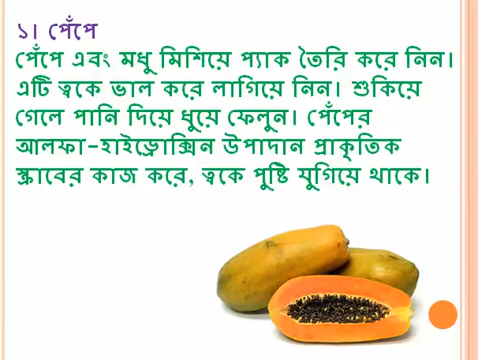 ১। পেঁপে
পেঁপে এবং মধু মিশিয়ে প্যাক তৈরি করে নিন।
এটি ত্বকে ভাল করে লাগিয়ে নিন। শুকিয়ে
গেলে পানি দিয়ে ধুয়ে ফেলুন। পেঁপের
আলফা-হাইড্রোক্সিন উপাদান প্রাকৃতিক
স্ক্রাবের কাজ করে, ত্বকে পুষ্টি যুগিয়ে থাকে।